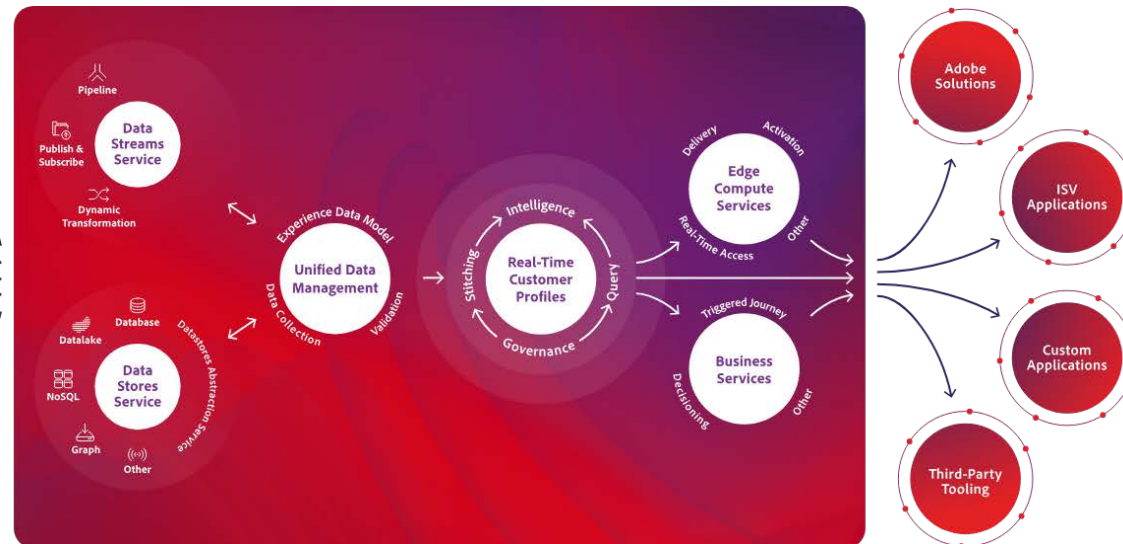 Pipeline
Publish &
Subscribe
Dynamic
Transformation
Data
Streams
Service
Database
Datalake
NoSQL
Graph
Other
Datastores Abstraction Service
Data
Stores
Service
Experience Data Model
Unified Data
Management
Data Collection
Validation
Intelligence
Stitching
Real-Time
Customer
Profiles
Query
Governance
Delivery
Activation
Edge
Compute
Services
Real-Time Access
Other
Triggered Journey
Business
Services
Decisioning
Other
Adobe
Solutions
ISV
Applications
Custom
Applications
Third-Party
Tooling